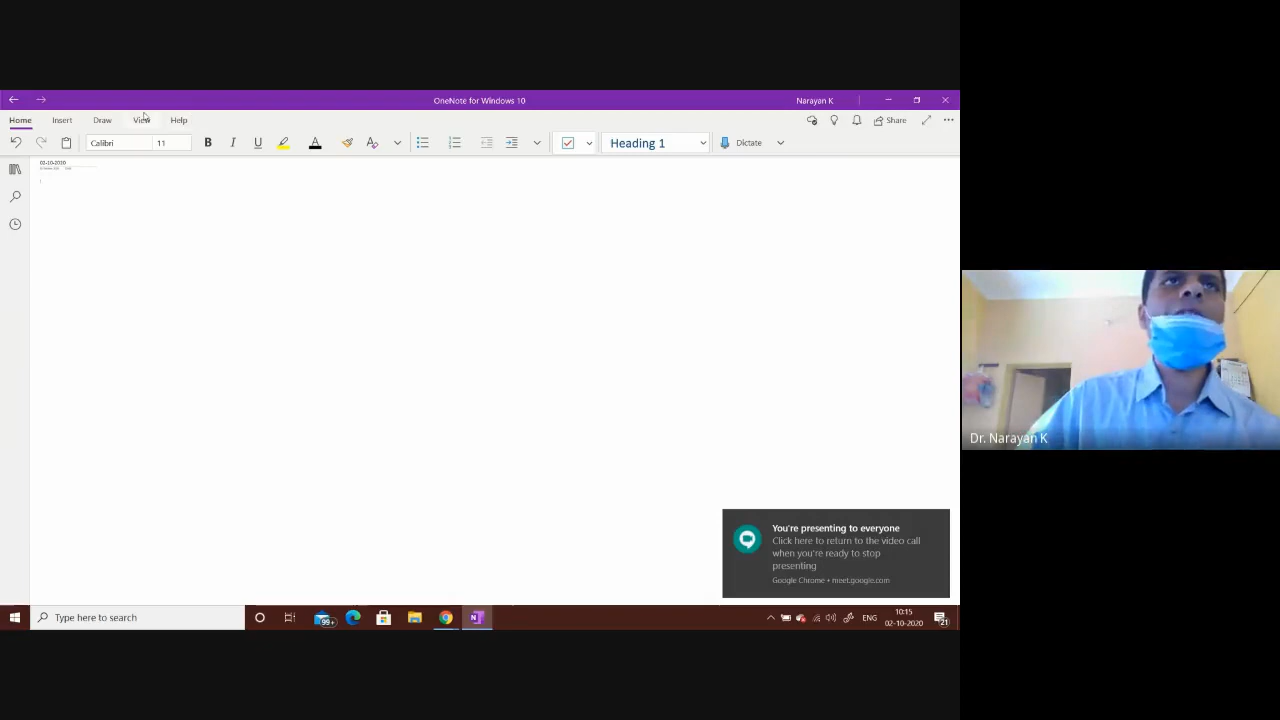 OneNote for Windows 10
Narayan K
Home Insert Draw View Help
Share
Calibri 11 B I U A Heading 1 Dictate
02-10-2020
You're presenting to everyone
Click here to return to the video call
when you're ready to stop
presenting
Google Chrome • meet.google.com
Dr. Narayan K
Type here to search
99+
ENG
10:15
02-10-2020
21